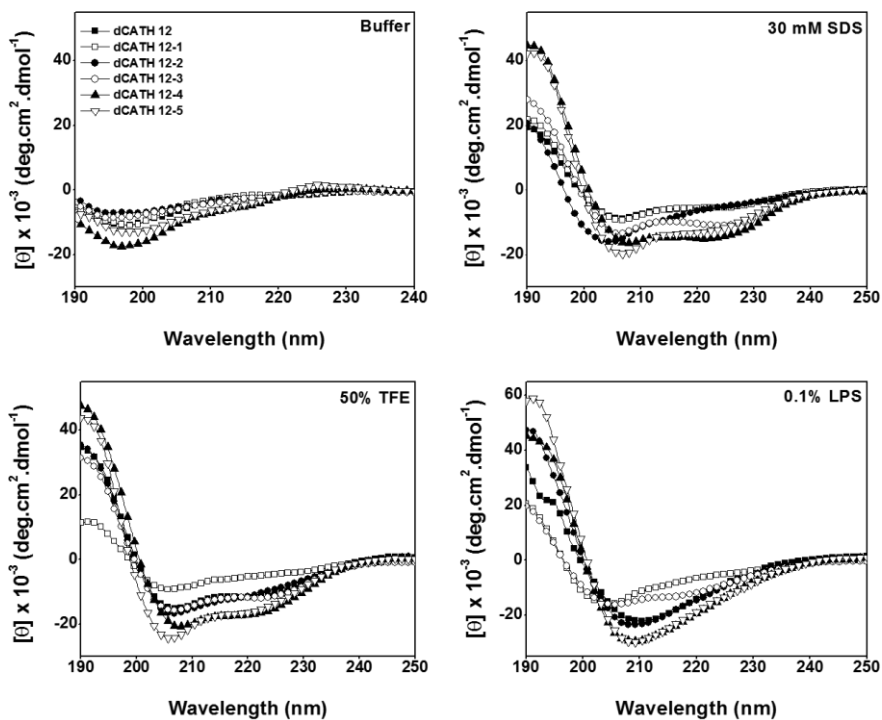 Buffer
dCATH 12
dCATH 12-1
dCATH 12-2
dCATH 12-3
dCATH 12-4
dCATH 12-5
[θ] x 10⁻³ (deg.cm².dmol⁻¹)
40
20
0
-20
190 200 210 220 230 240
Wavelength (nm)
30 mM SDS
[θ] x 10⁻³ (deg.cm².dmol⁻¹)
40
20
0
-20
190 200 210 220 230 240 250
Wavelength (nm)
50% TFE
[θ] x 10⁻³ (deg.cm².dmol⁻¹)
40
20
0
-20
190 200 210 220 230 240 250
Wavelength (nm)
0.1% LPS
[θ] x 10⁻³ (deg.cm².dmol⁻¹)
60
40
20
0
-20
190 200 210 220 230 240 250
Wavelength (nm)